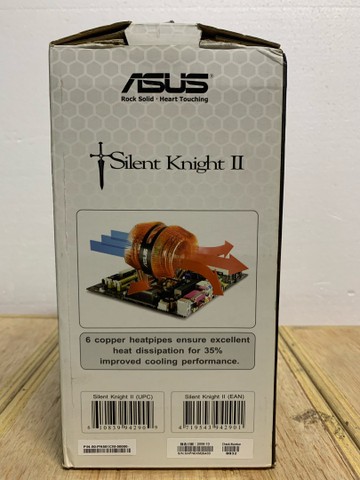 ASUS
Rock Solid · Heart Touching
Silent Knight II
ASUS
6 copper heatpipes ensure excellent
heat dissipation for 35%
improved cooling performance.
Silent Knight II (UPC)
Silent Knight II (EAN)